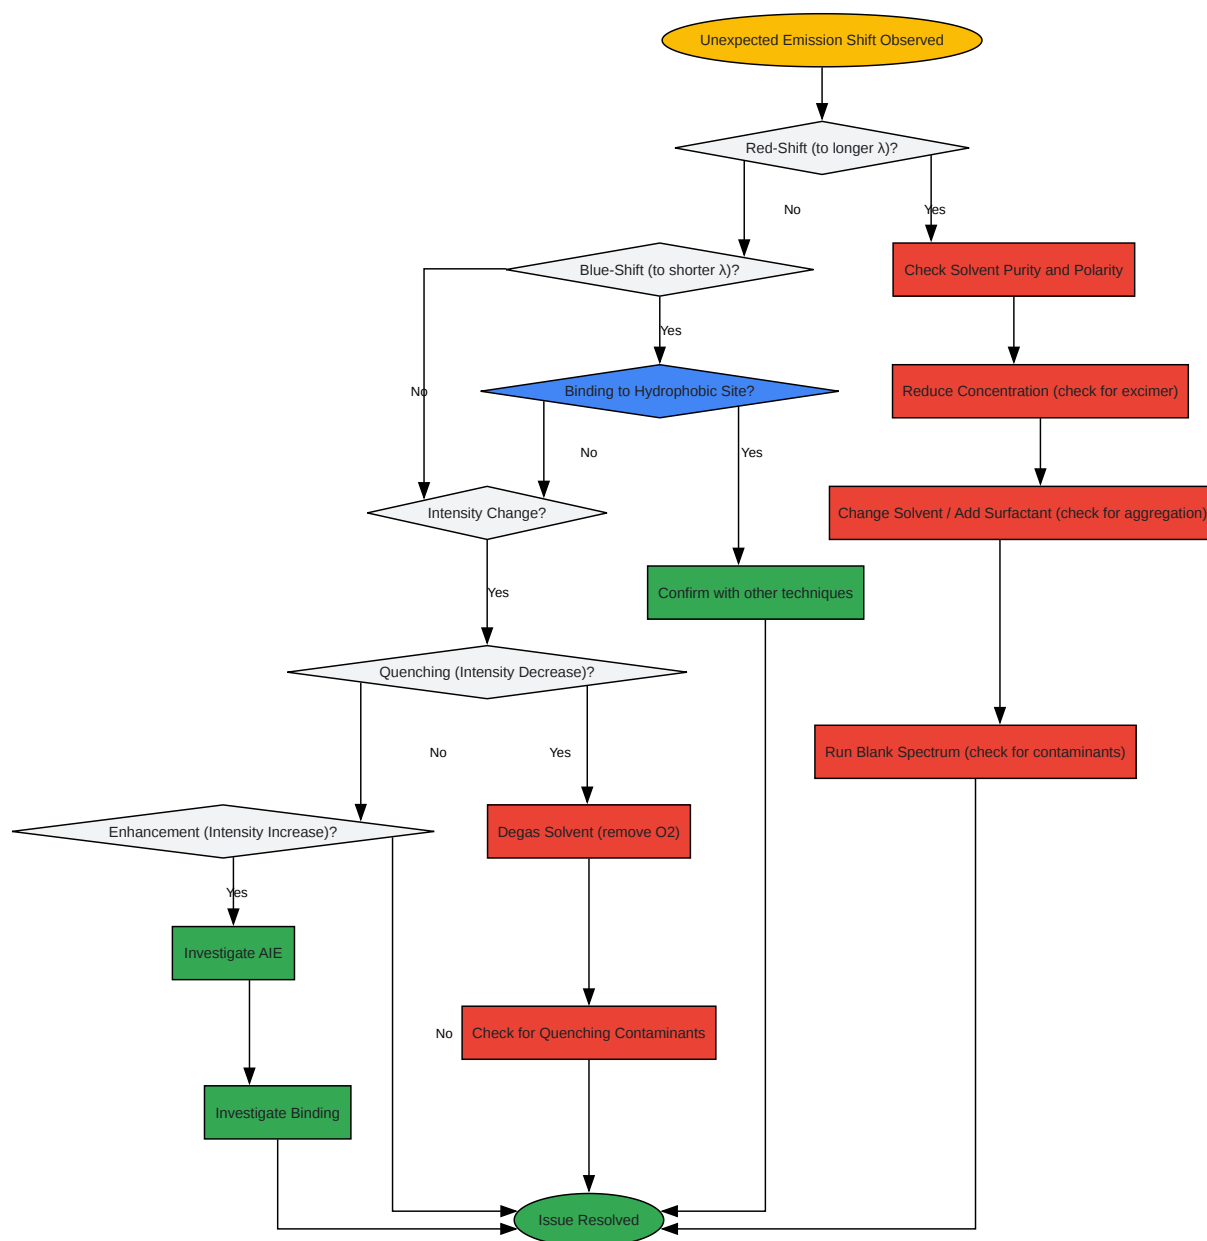 Unexpected Emission Shift Observed
Red-Shift (to longer λ)?
No
Yes
Blue-Shift (to shorter λ)?
Check Solvent Purity and Polarity
Yes
No
Binding to Hydrophobic Site?
Reduce Concentration (check for excimer)
No
Yes
Intensity Change?
Change Solvent / Add Surfactant (check for aggregation)
Yes
Confirm with other techniques
Quenching (Intensity Decrease)?
No
Yes
Run Blank Spectrum (check for contaminants)
Enhancement (Intensity Increase)?
Degas Solvent (remove O2)
Yes
Investigate AIE
No
Check for Quenching Contaminants
Investigate Binding
Issue Resolved